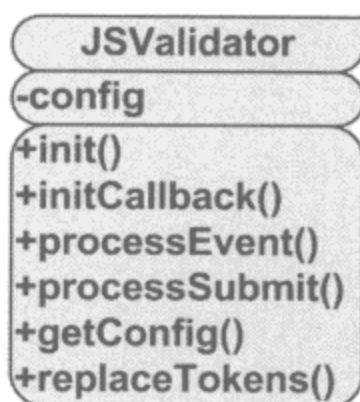 JSValidator
-config
+init()
+initCallback()
+processEvent()
+processSubmit()
+getConfig()
+replaceTokens()